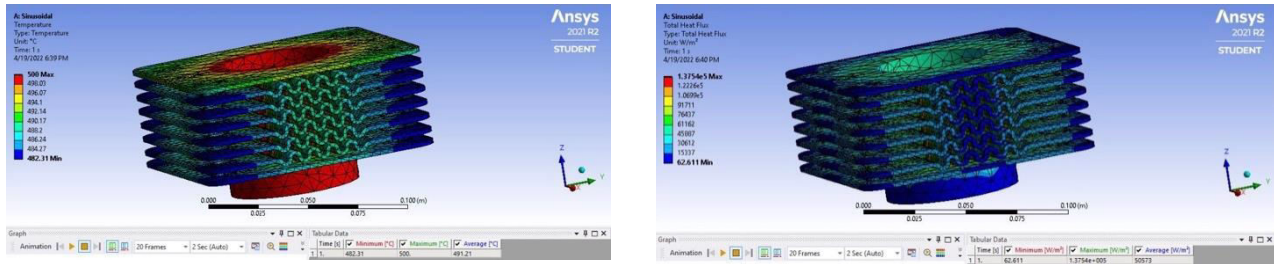 A: Sinusoidal
Temperature
Type: Temperature
Unit: °C
Time: 1 s
4/19/2022 6:39 PM
500 Max
498.03
496.07
494.1
492.14
490.17
488.2
486.24
484.27
482.31 Min
Ansys
2021 R2
STUDENT
Z
Y
X
0.000
0.025
0.050
0.075
0.100 (m)
Graph
Animation
20 Frames
2 Sec (Auto)
Tabular Data
Time [s] Minimum [°C] Maximum [°C] Average [°C]
1 1. 482.31 500. 491.21
A: Sinusoidal
Total Heat Flux
Type: Total Heat Flux
Unit: W/m²
Time: 1 s
4/19/2022 6:40 PM
1.3754e5 Max
1.2226e5
1.0699e5
91711
76437
61162
45887
30612
15337
62.611 Min
Ansys
2021 R2
STUDENT
Z
Y
0.000
0.025
0.050
0.075
0.100 (m)
Graph
Animation
20 Frames
2 Sec (Auto)
Tabular Data
Time [s] Minimum [W/m²] Maximum [W/m²] Average [W/m²]
1 1. 62.611 1.3754e+005 50573